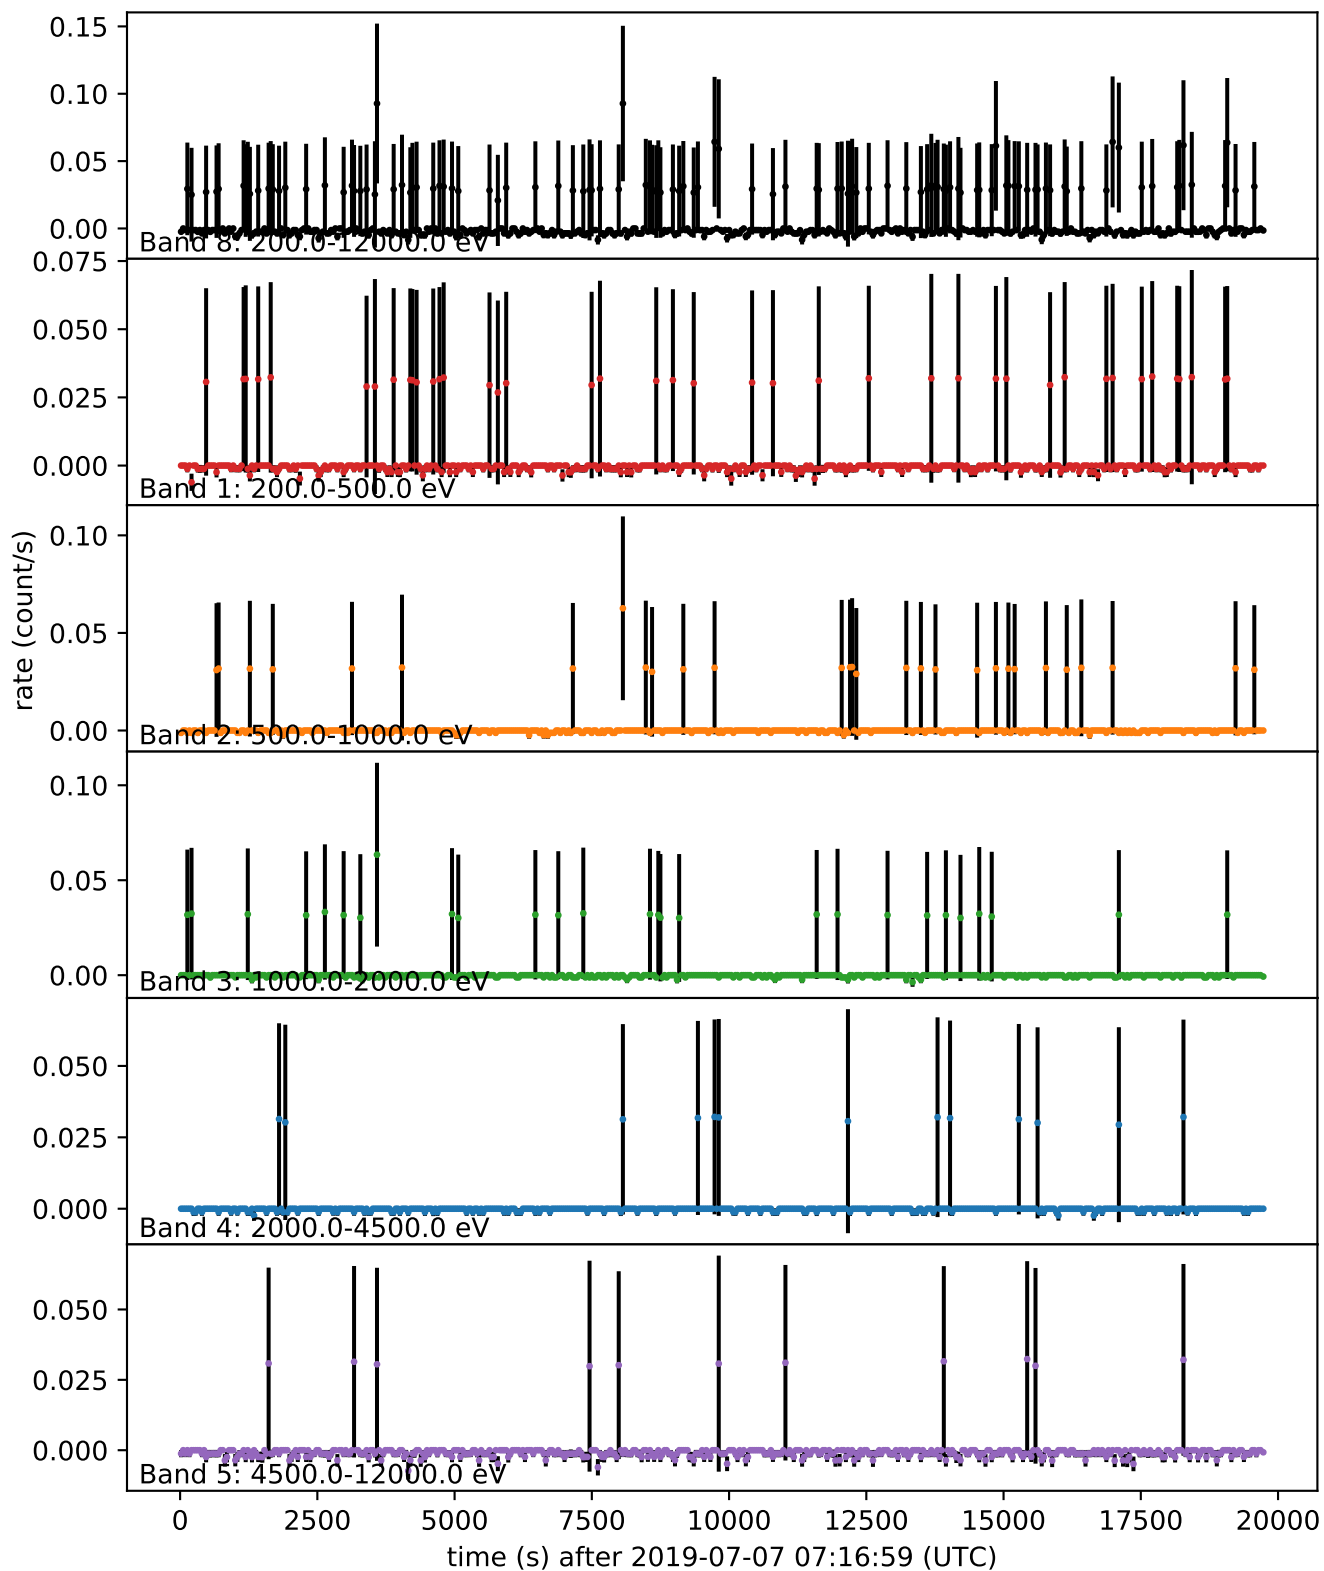 0.15
0.10
0.05
0.00
Band 8: 200.0-12000.0 eV
0.075
0.050
0.025
0.000
Band 1: 200.0-500.0 eV
rate (count/s)
0.10
0.05
0.00
Band 2: 500.0-1000.0 eV
0.10
0.05
0.00
Band 3: 1000.0-2000.0 eV
0.050
0.025
0.000
Band 4: 2000.0-4500.0 eV
0.050
0.025
0.000
Band 5: 4500.0-12000.0 eV
0 2500 5000 7500 10000 12500 15000 17500 20000
time (s) after 2019-07-07 07:16:59 (UTC)